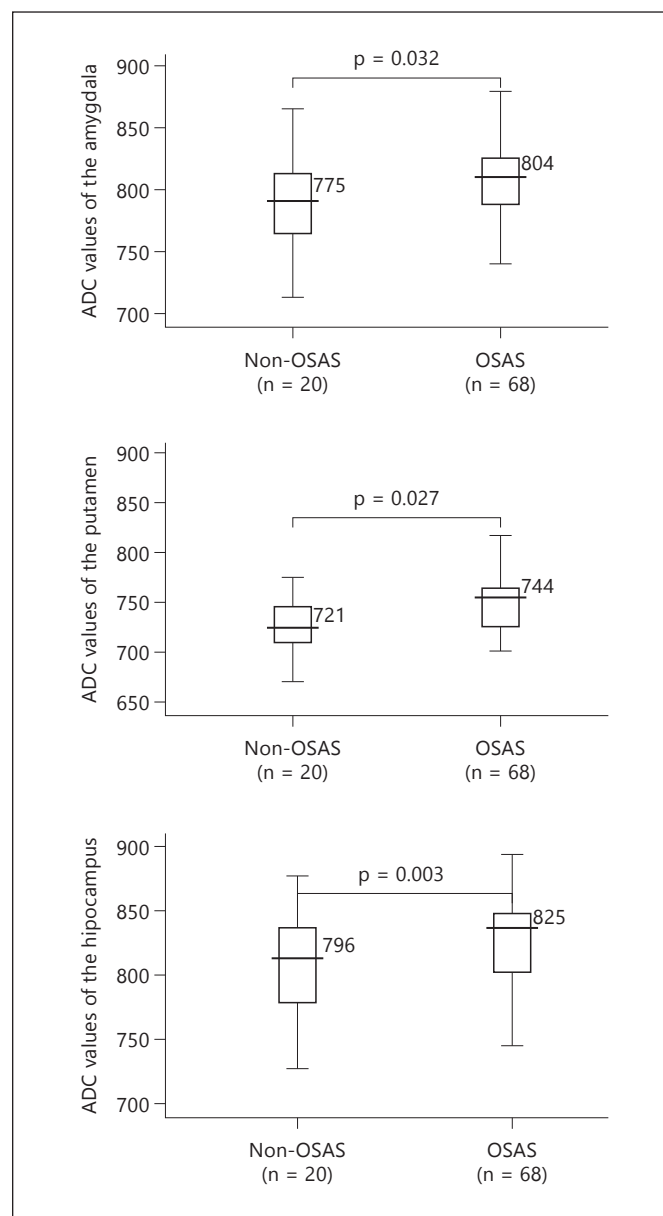 ADC values of the amygdala
900
850
800
750
700
p = 0.032
775
804
Non-OSAS
(n = 20)
OSAS
(n = 68)
ADC values of the putamen
900
850
800
750
700
650
p = 0.027
721
744
Non-OSAS
(n = 20)
OSAS
(n = 68)
ADC values of the hipocampus
900
850
800
750
700
p = 0.003
796
825
Non-OSAS
(n = 20)
OSAS
(n = 68)